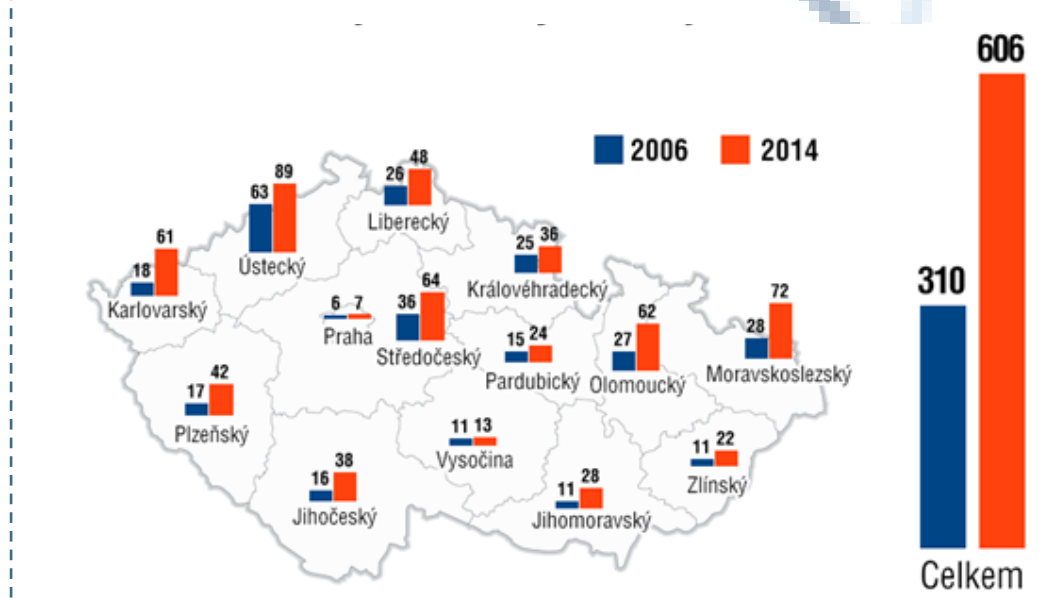 606
2006 2014
48
26
89
63
Liberecký
61
18
Ústecký
25 36
Karlovarský
Královéhradecký
310
6 7
Praha
64
36
Středočeský
72
28
Moravskoslezský
62
27
Olomoucký
15 24
Pardubický
42
17
Plzeňský
11 13
Vysočina
11 22
Zlínský
38
16
Jihočeský
28
11
Jihomoravský
Celkem